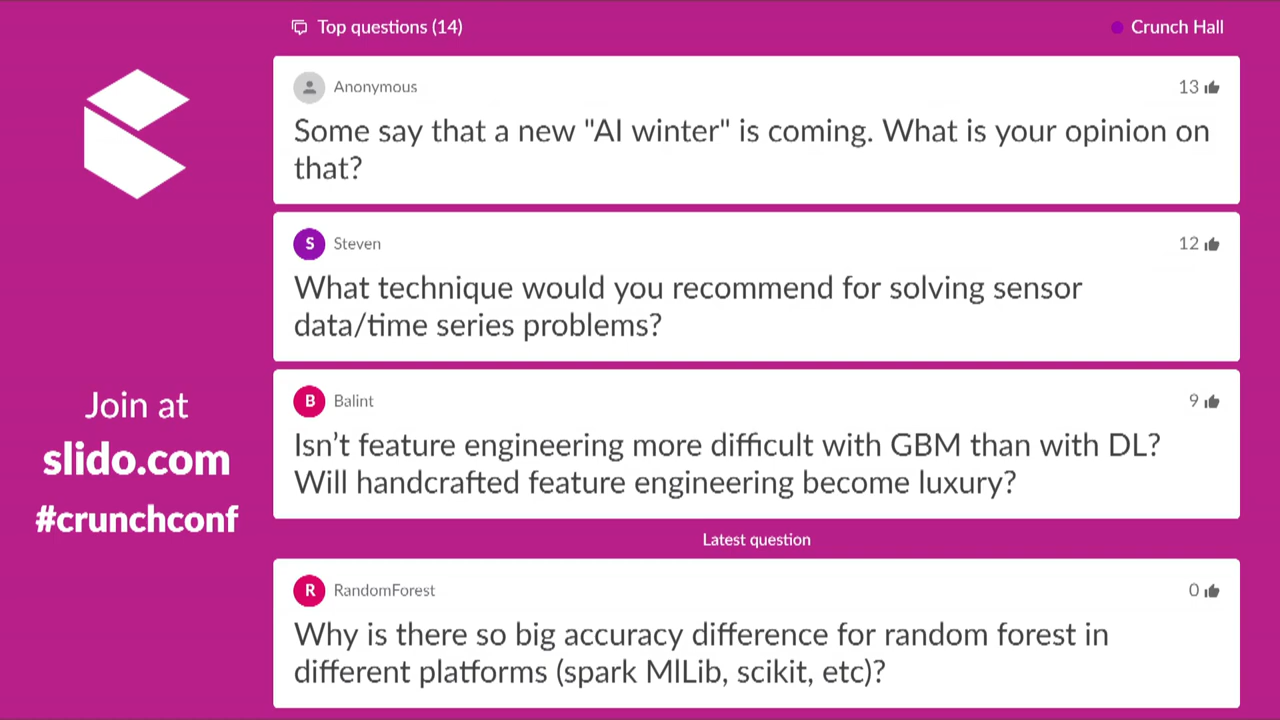 Top questions (14)
Crunch Hall
Anonymous
13
Some say that a new "AI winter" is coming. What is your opinion on
that?
S
Steven
12
What technique would you recommend for solving sensor
data/time series problems?
B
Balint
9
Isn’t feature engineering more difficult with GBM than with DL?
Will handcrafted feature engineering become luxury?
Latest question
R
RandomForest
0
Why is there so big accuracy difference for random forest in
different platforms (spark MlLib, scikit, etc)?
Join at
slido.com
#crunchconf